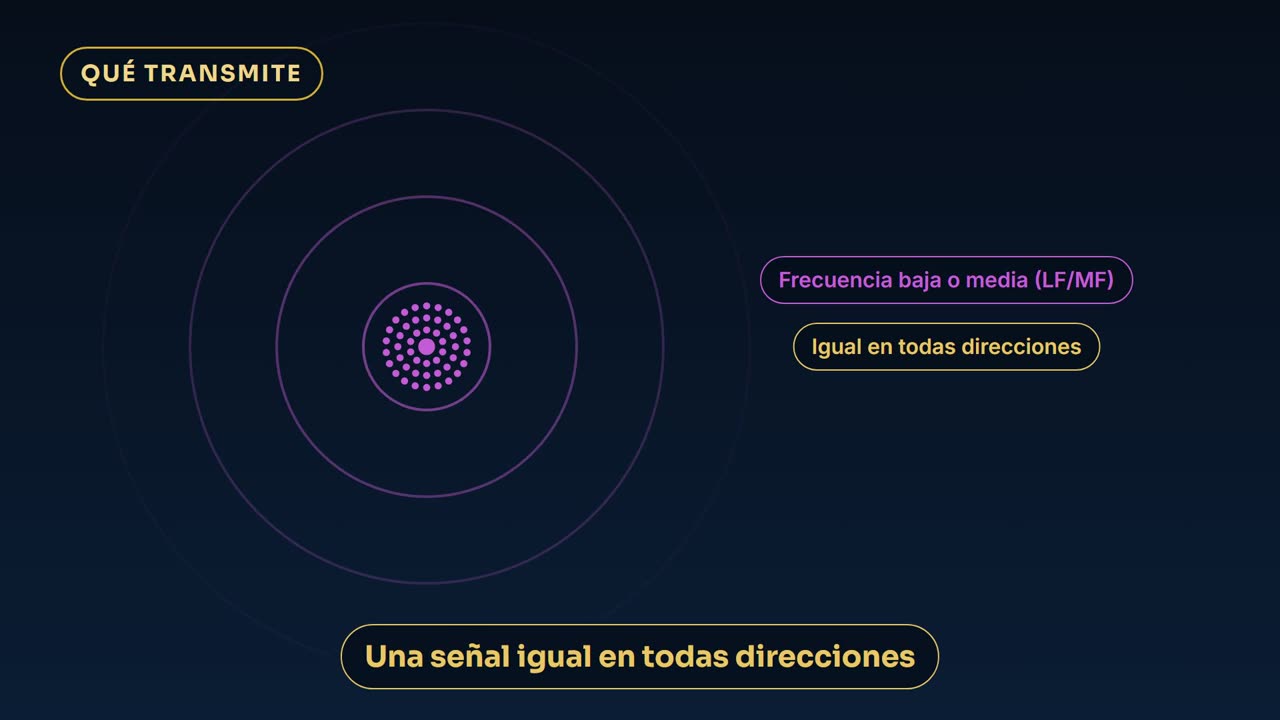 QUÉ TRANSMITE
Frecuencia baja o media (LF/MF)
Igual en todas direcciones
Una señal igual en todas direcciones